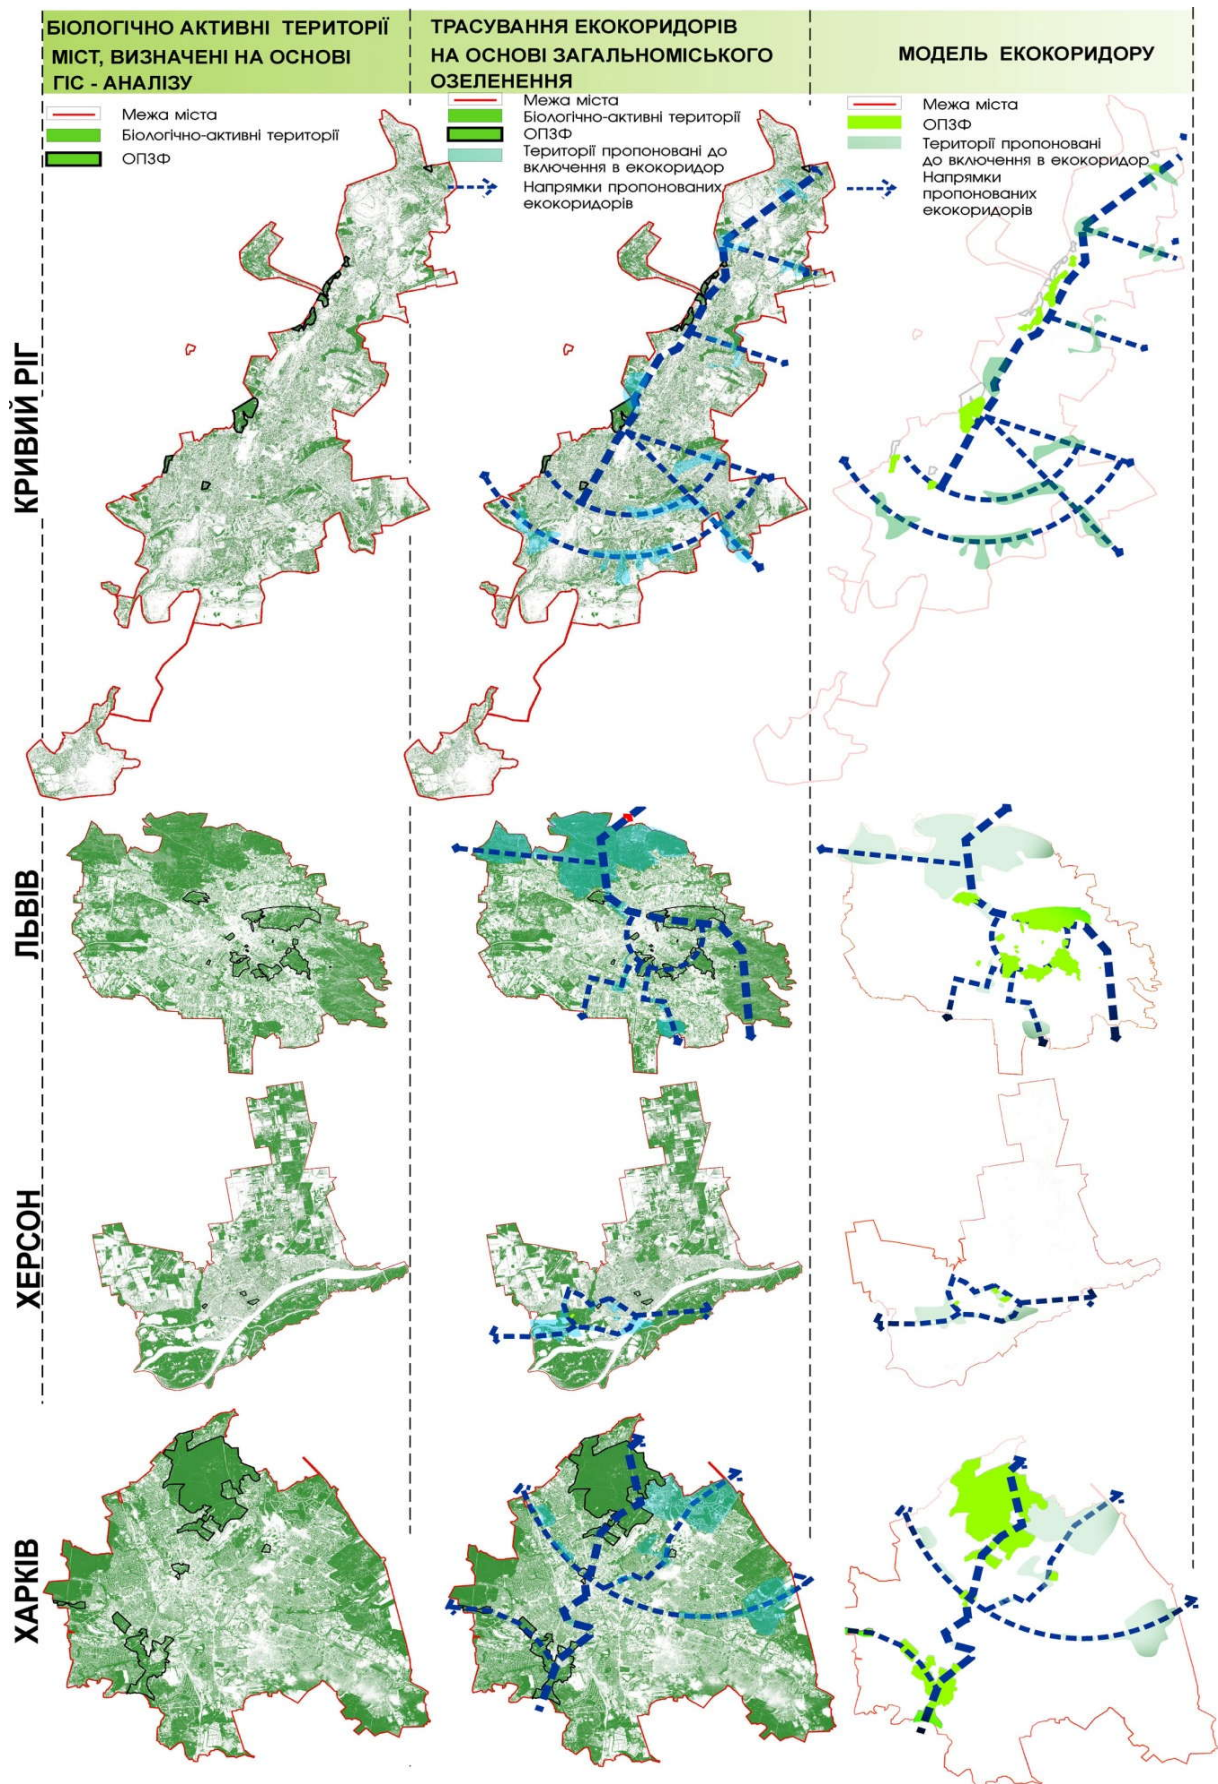 БІОЛОГІЧНО АКТИВНІ ТЕРИТОРІЇ
МІСТ, ВИЗНАЧЕНІ НА ОСНОВІ
ГІС - АНАЛІЗУ
Межа міста
Біологічно-активні території
ОПЗФ
ТРАСУВАННЯ ЕКОКОРИДОРІВ
НА ОСНОВІ ЗАГАЛЬНОМІСЬКОГО
ОЗЕЛЕНЕННЯ
Межа міста
Біологічно-активні території
ОПЗФ
Території пропоновані до
включення в екокоридор
Напрямки пропонованих
екокоридорів
МОДЕЛЬ ЕКОКОРИДОРУ
Межа міста
ОПЗФ
Території пропоновані
до включення в екокоридор
Напрямки
пропонованих
екокоридорів
КРИВИЙ РІГ
ЛЬВІВ
ХЕРСОН
ХАРКІВ